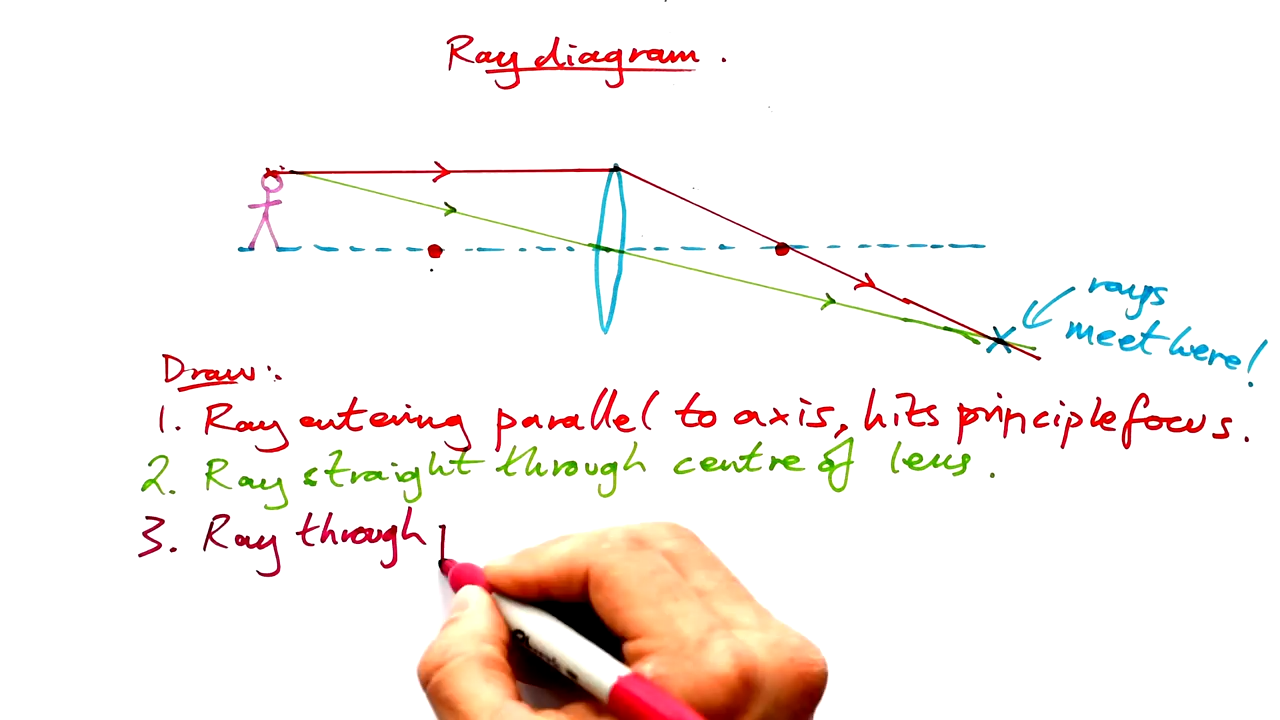 Ray diagram.
rays
meet here!
Draw:
1. Ray entering parallel to axis, hits principle focus.
2. Ray straight through centre of lens.
3. Ray through